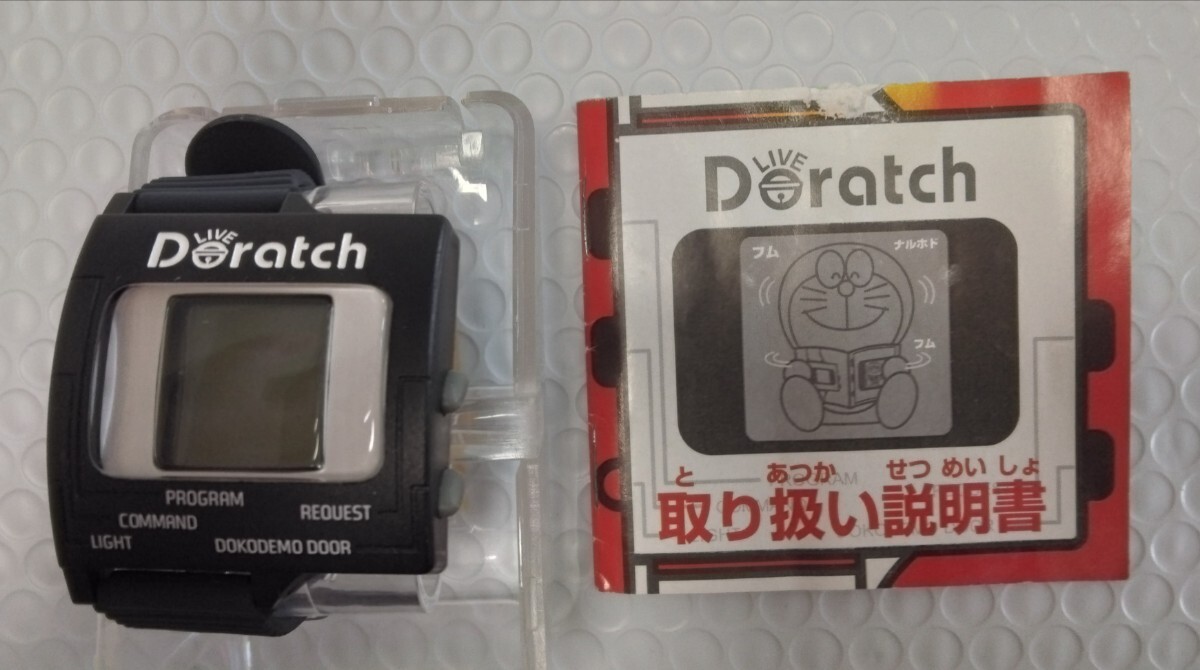 LIVE
Doratch
PROGRAM
COMMAND
REQUEST
LIGHT
DOKODEMO DOOR
LIVE
Doratch
フム
ナルホド
フム
と あつか せつ めい しょ
取り扱い説明書